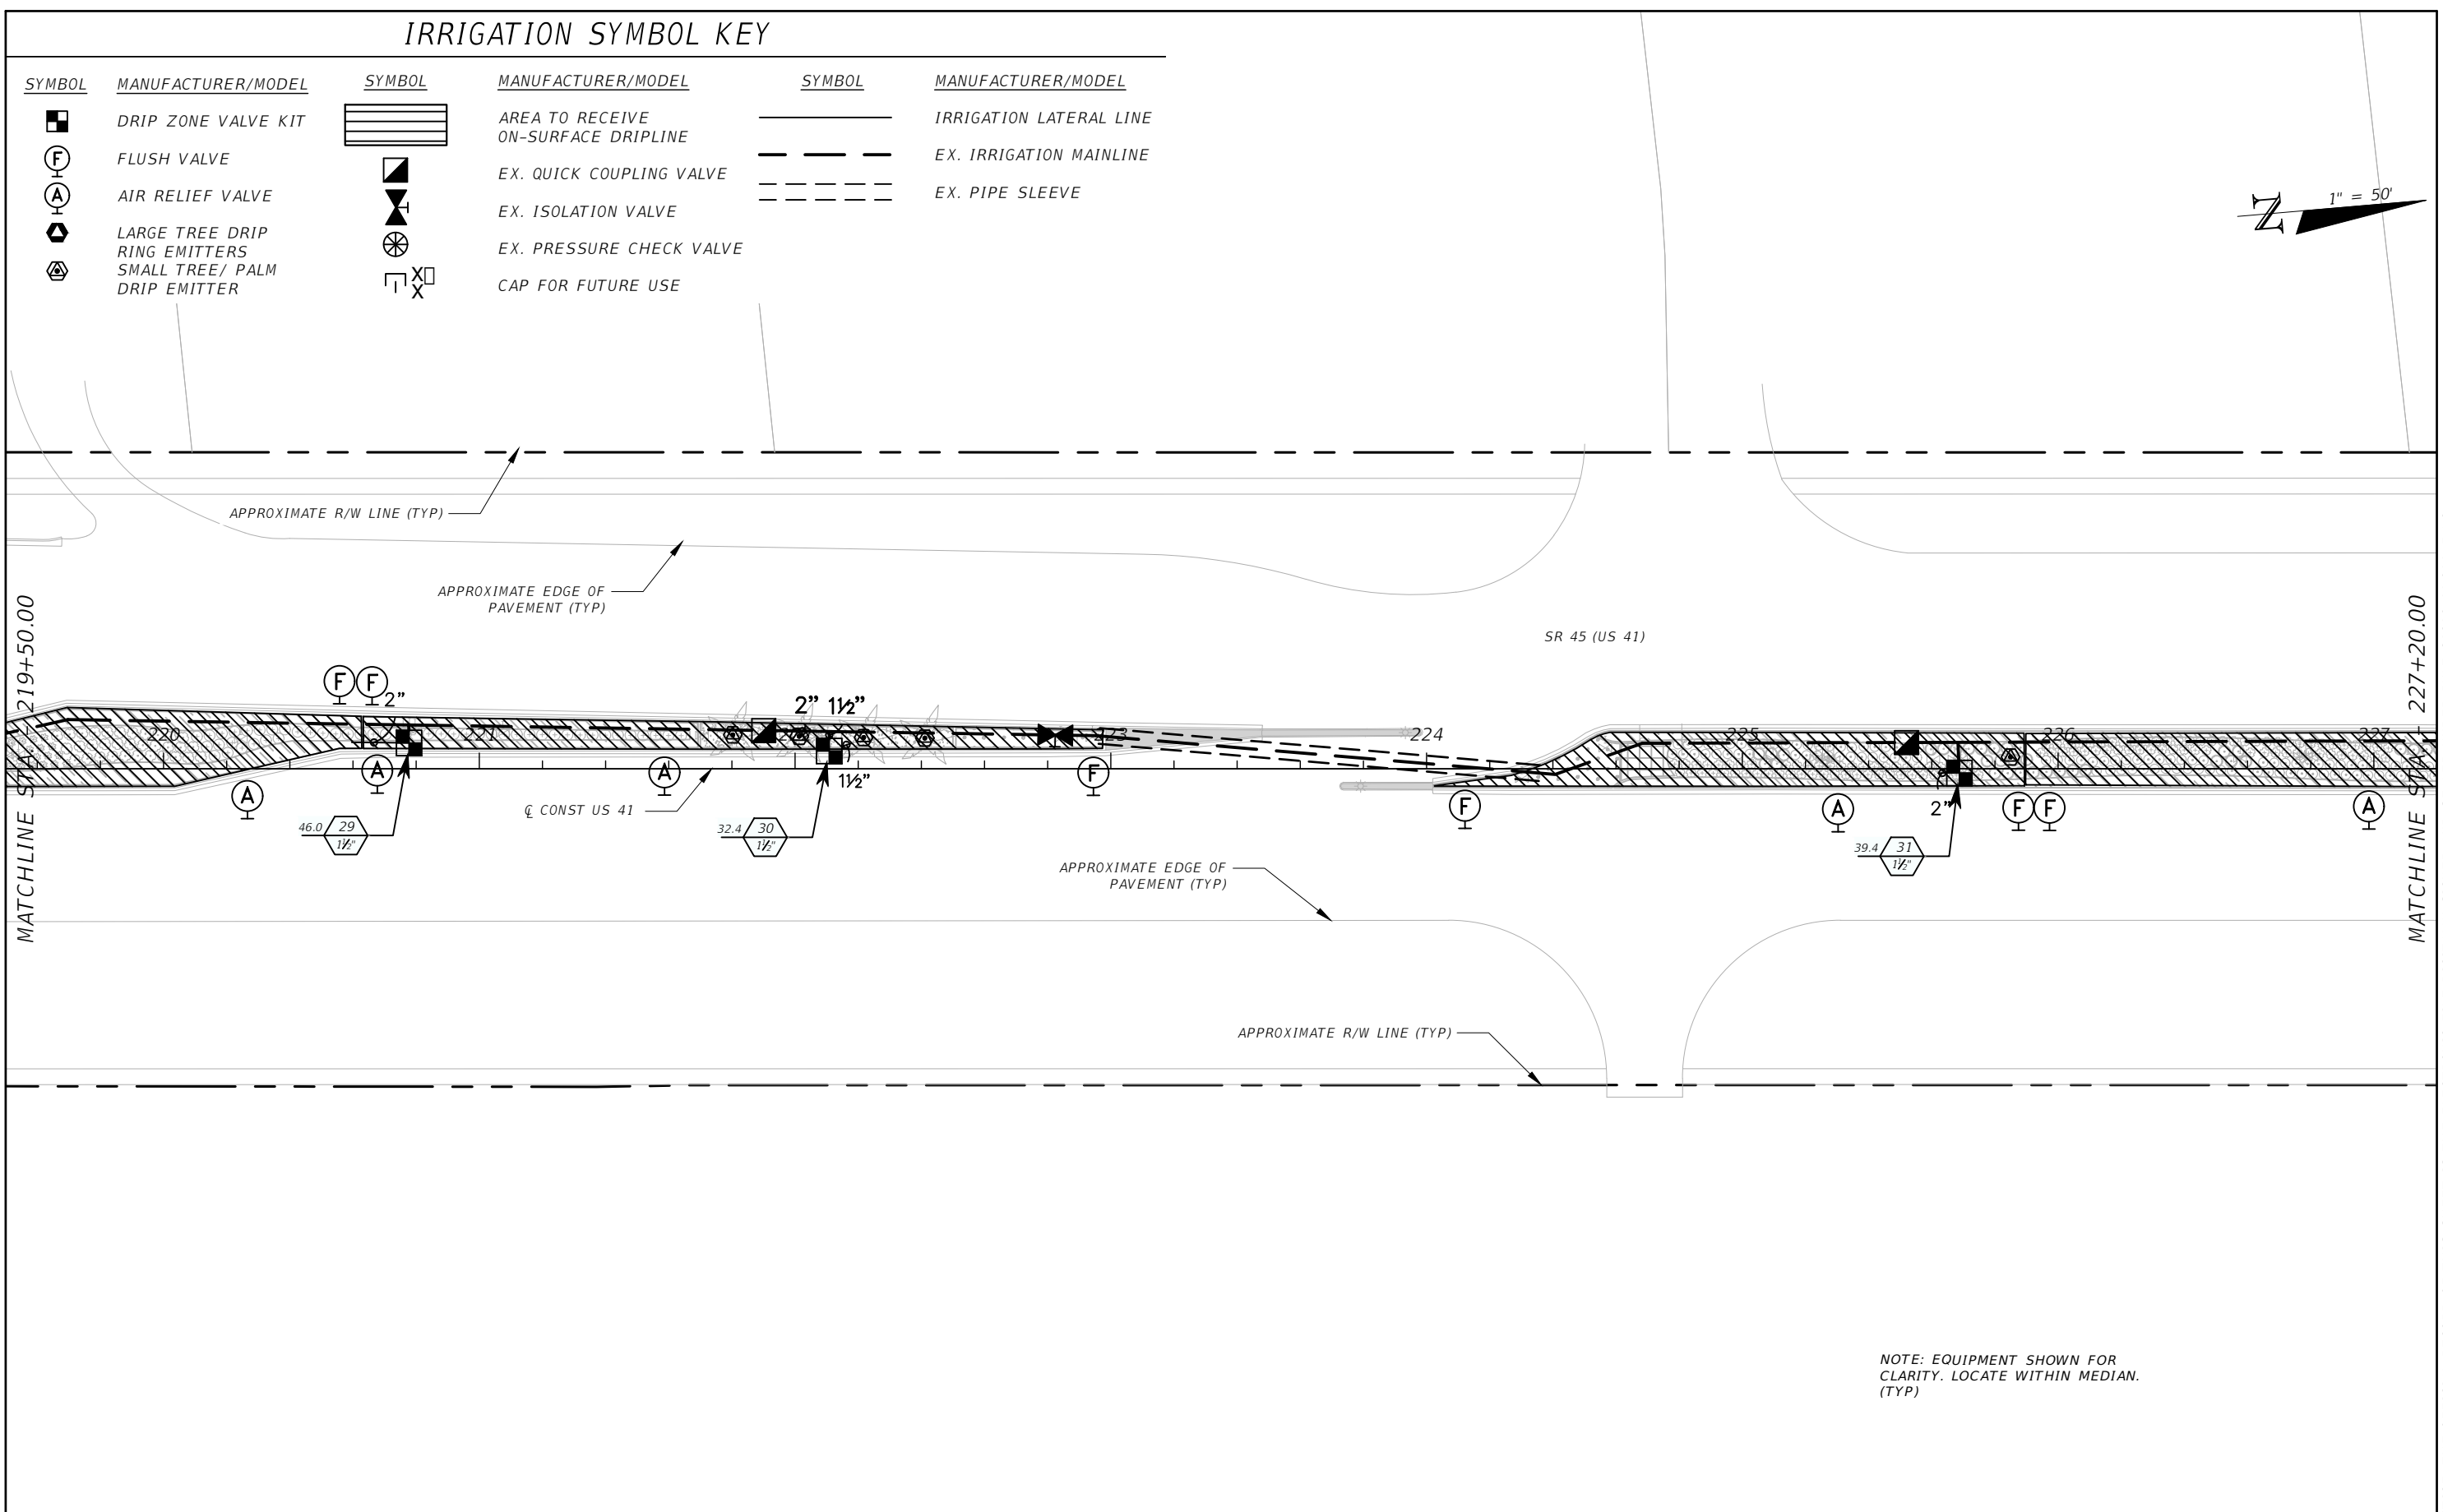 IRRIGATION SYMBOL KEY
SYMBOL MANUFACTURER/MODEL SYMBOL MANUFACTURER/MODEL SYMBOL MANUFACTURER/MODEL
DRIP ZONE VALVE KIT
F FLUSH VALVE
A AIR RELIEF VALVE
LARGE TREE DRIP
RING EMITTERS
SMALL TREE/ PALM
DRIP EMITTER
AREA TO RECEIVE
ON-SURFACE DRIPLINE
EX. QUICK COUPLING VALVE
EX. ISOLATION VALVE
EX. PRESSURE CHECK VALVE
X
X
CAP FOR FUTURE USE
IRRIGATION LATERAL LINE
EX. IRRIGATION MAINLINE
EX. PIPE SLEEVE
N
1" = 50'
APPROXIMATE R/W LINE (TYP)
APPROXIMATE EDGE OF
PAVEMENT (TYP)
SR 45 (US 41)
MATCHLINE STA. - 219+50.00
MATCHLINE STA. - 227+20.00
F F 2"
2" 1½"
220 221 223 224 225 226 227
A A A F F A F F A
1½"
2"
℄ CONST US 41
46.0 29
1½"
32.4 30
1½"
39.4 31
1½"
APPROXIMATE EDGE OF
PAVEMENT (TYP)
APPROXIMATE R/W LINE (TYP)
NOTE: EQUIPMENT SHOWN FOR
CLARITY. LOCATE WITHIN MEDIAN.
(TYP)